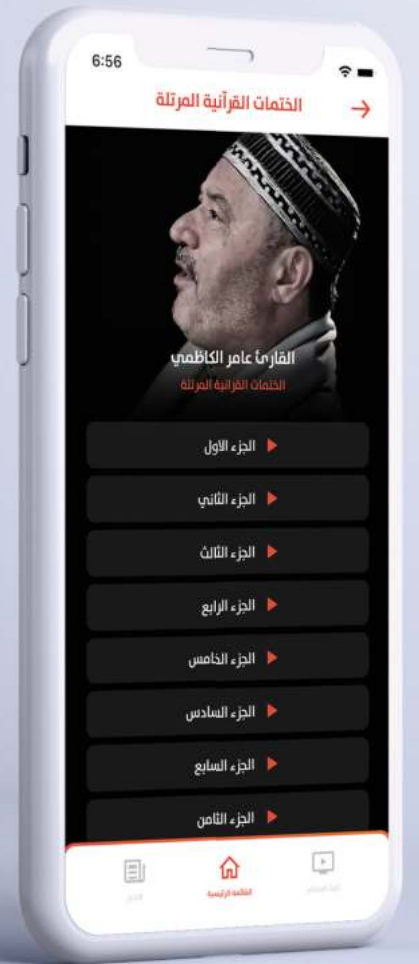 6:56
الختمات القرآنية المرتلة
القارئ عامر الكاظمي
الختمات القرانية المرتلة
الجزء الاول
الجزء الثاني
الجزء الثالث
الجزء الرابع
الجزء الخامس
الجزء السادس
الجزء السابع
الجزء الثامن
القائمة الرئيسية